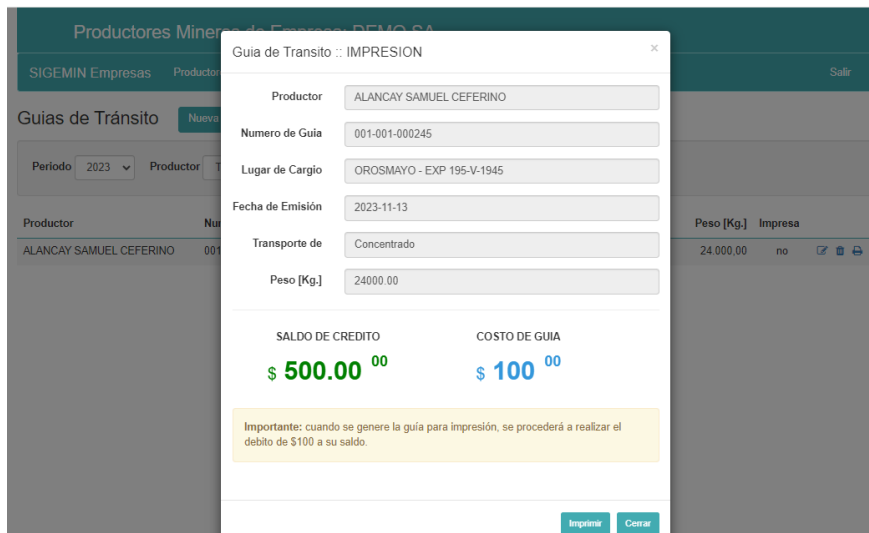 Productores Mineros de Empresa: DEMO SA
Guia de Transito :: IMPRESION ×
SIGEMIN Empresas Productor Salir
Guias de Tránsito Nueva
Periodo 2023 Productor T
Productor Nu Peso [Kg.] Impresa
ALANCAY SAMUEL CEFERINO 001 24.000,00 no
Productor ALANCAY SAMUEL CEFERINO
Numero de Guia 001-001-000245
Lugar de Cargio OROSMAYO - EXP 195-V-1945
Fecha de Emisión 2023-11-13
Transporte de Concentrado
Peso [Kg.] 24000.00
SALDO DE CREDITO COSTO DE GUIA
$ 500.00 00 $ 100 00
Importante: cuando se genere la guía para impresión, se procederá a realizar el
debito de $100 a su saldo.
Imprimir Cerrar